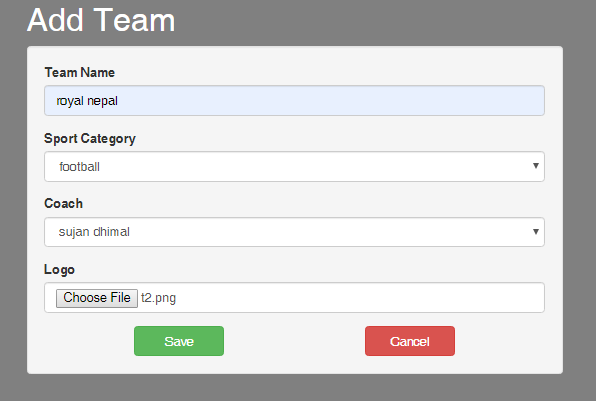 Add Team
Team Name
royal nepal
Sport Category
football
Coach
sujan dhimal
Logo
Choose File t2.png
Save Cancel